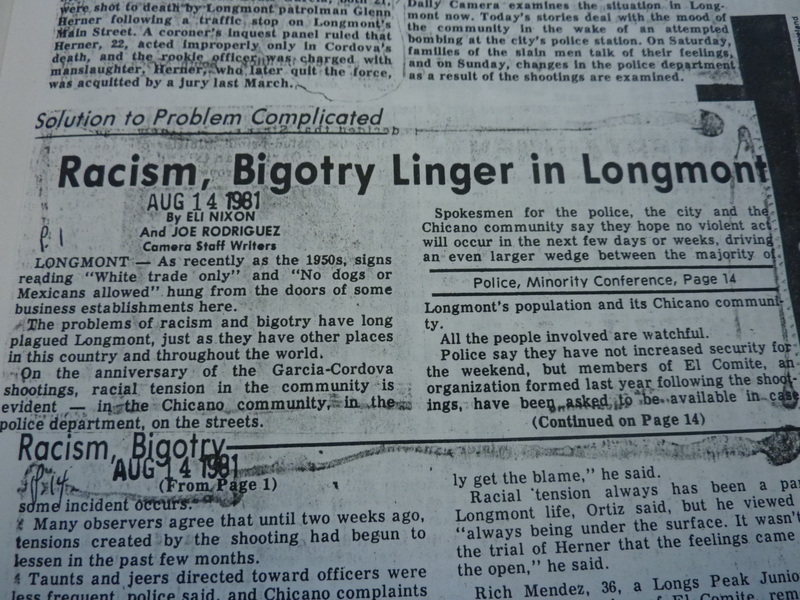 were shot to death by Longmont patrolman Glenn
Herner following a traffic stop on Longmont's
Main Street. A coroner's inquest panel ruled that
Herner, 22, acted improperly only in Cordova's
death, and the rookie officer was charged with
manslaughter. Herner, who later quit the force,
was acquitted by a jury last March.
Daily Camera examines the situation in Long-
mont now. Today's stories deal with the mood of
the community in the wake of an attempted
bombing at the city's police station. On Saturday,
families of the slain men talk of their feelings,
and on Sunday, changes in the police department
as a result of the shootings are examined.
Solution to Problem Complicated
Racism, Bigotry Linger in Longmont
AUG 14 1981
P. 1
By ELI NIXON
And JOE RODRIGUEZ
Camera Staff Writers
LONGMONT — As recently as the 1950s, signs
reading "White trade only" and "No dogs or
Mexicans allowed" hung from the doors of some
business establishments here.
The problems of racism and bigotry have long
plagued Longmont, just as they have other places
in this country and throughout the world.
On the anniversary of the Garcia-Cordova
shootings, racial tension in the community is
evident — in the Chicano community, in the
police department, on the streets.
Spokesmen for the police, the city and the
Chicano community say they hope no violent act
will occur in the next few days or weeks, driving
an even larger wedge between the majority of
Police, Minority Conference, Page 14
Longmont's population and its Chicano communi-
ty.
All the people involved are watchful.
Police say they have not increased security for
the weekend, but members of El Comite, an
organization formed last year following the shoot-
ings, have been asked to be available in case
(Continued on Page 14)
Racism, Bigotry
AUG 14 1981
P. 14
(From Page 1)
some incident occurs.
Many observers agree that until two weeks ago,
tensions created by the shooting had begun to
lessen in the past few months.
Taunts and jeers directed toward officers were
less frequent, police said, and Chicano complaints
ly get the blame," he said.
Racial tension always has been a
Longmont life, Ortiz said, but he viewed
"always being under the surface. It wasn't
the trial of Herner that the feelings came
the open," he said.
Rich Mendez, 36, a Longs Peak
of El Comite,